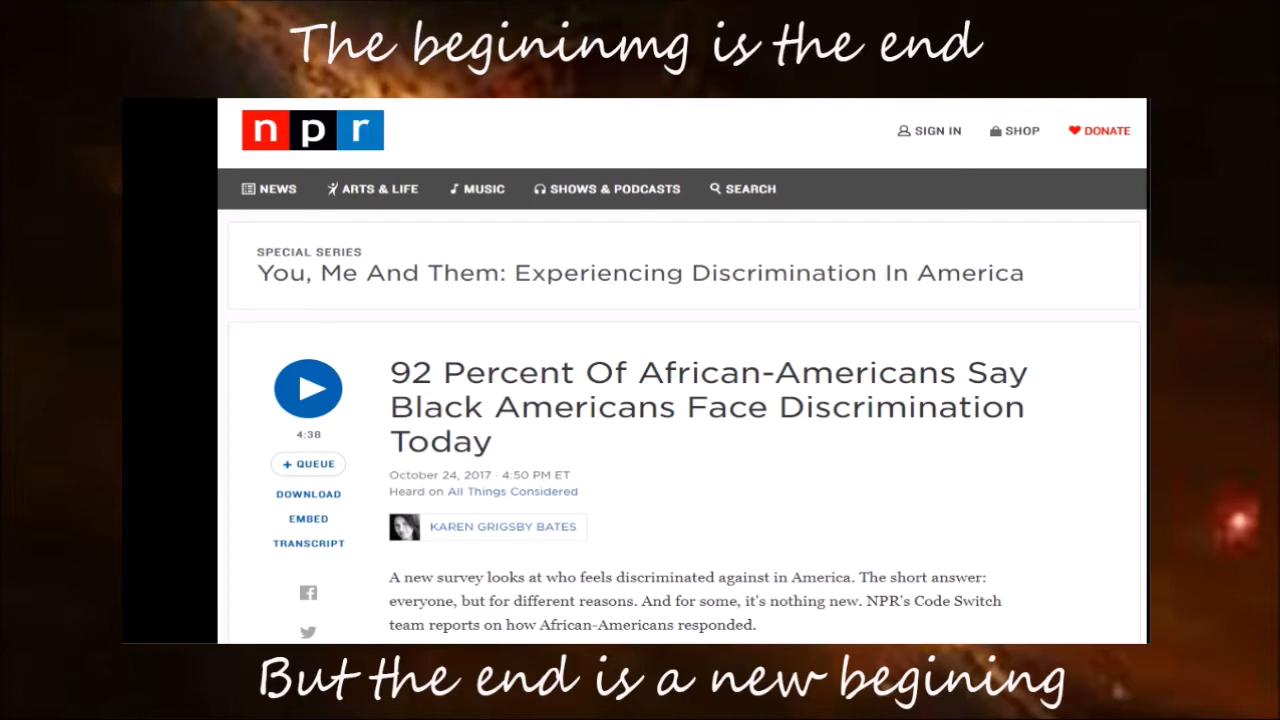 The begininmg is the end
npr
SIGN IN SHOP DONATE
NEWS ARTS & LIFE MUSIC SHOWS & PODCASTS SEARCH
SPECIAL SERIES
You, Me And Them: Experiencing Discrimination In America
92 Percent Of African-Americans Say
Black Americans Face Discrimination
Today
4:38
+ QUEUE
DOWNLOAD
EMBED
TRANSCRIPT
October 24, 2017 · 4:50 PM ET
Heard on All Things Considered
KAREN GRIGSBY BATES
A new survey looks at who feels discriminated against in America. The short answer:
everyone, but for different reasons. And for some, it's nothing new. NPR's Code Switch
team reports on how African-Americans responded.
But the end is a new begining